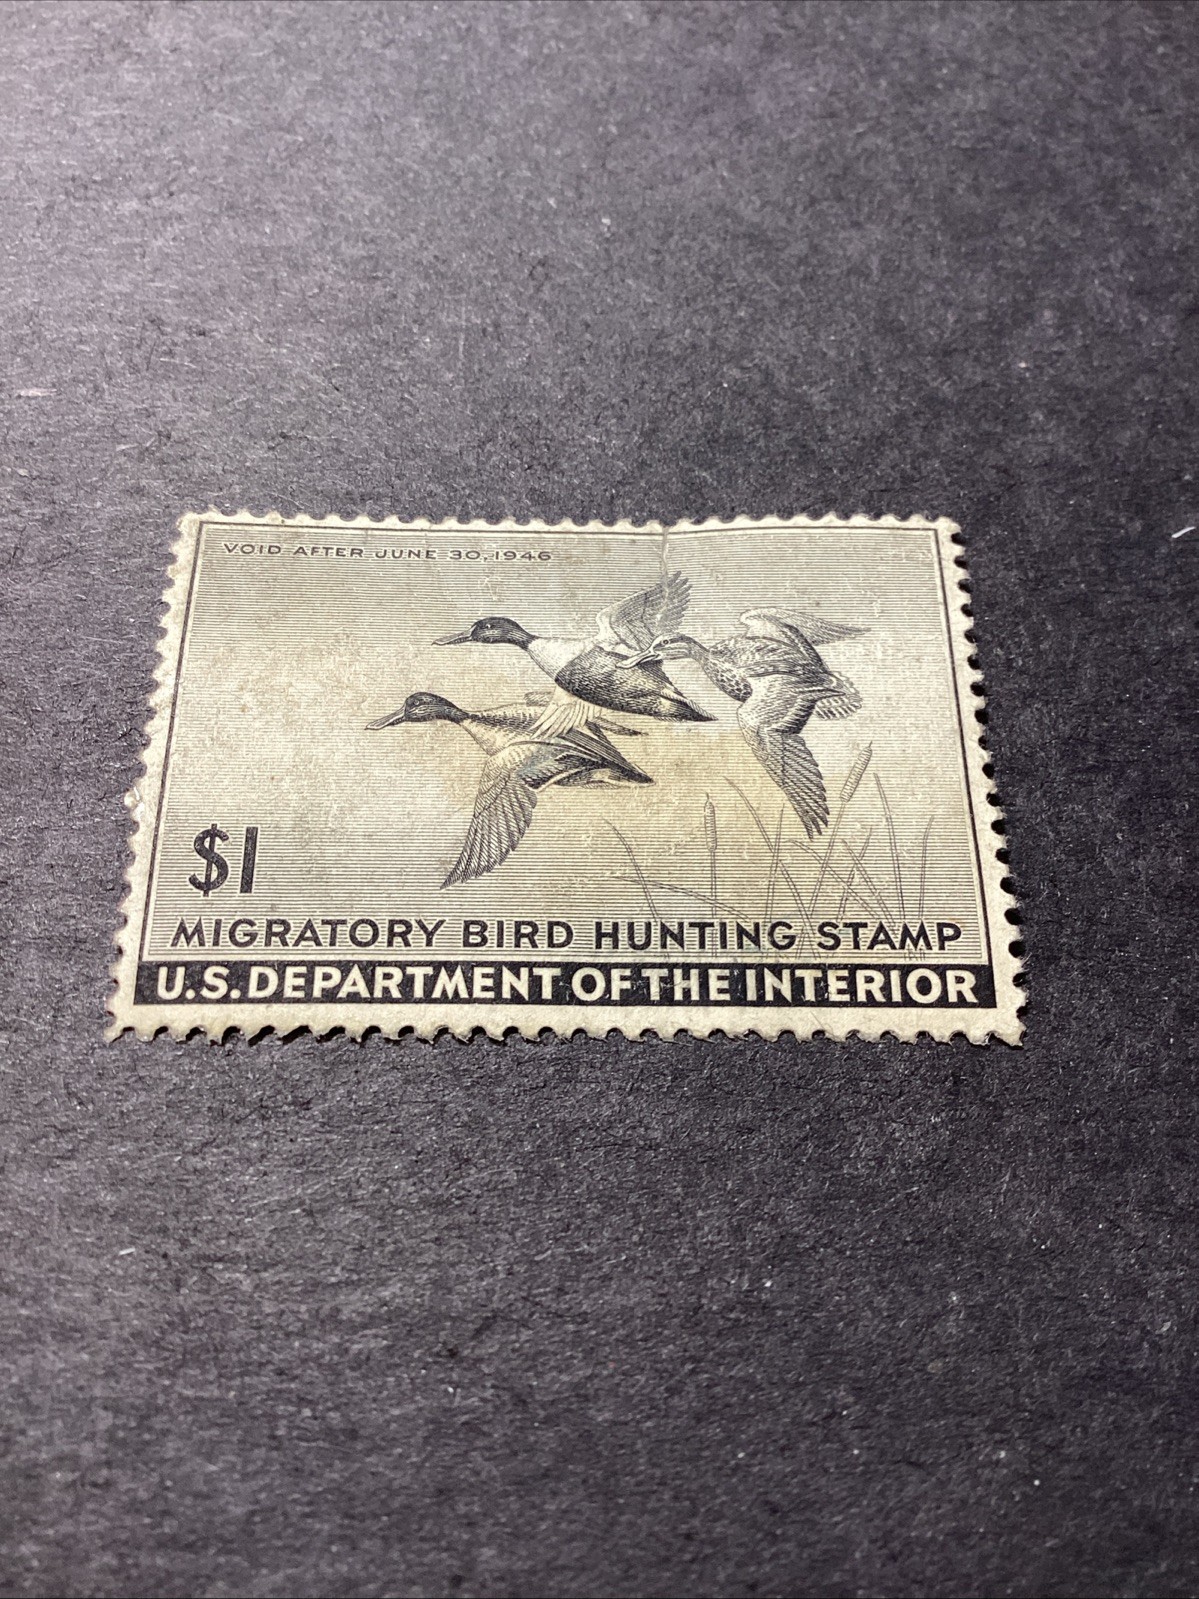 VOID AFTER JUNE 30, 1946
$1
MIGRATORY BIRD HUNTING STAMP
U.S. DEPARTMENT OF THE INTERIOR